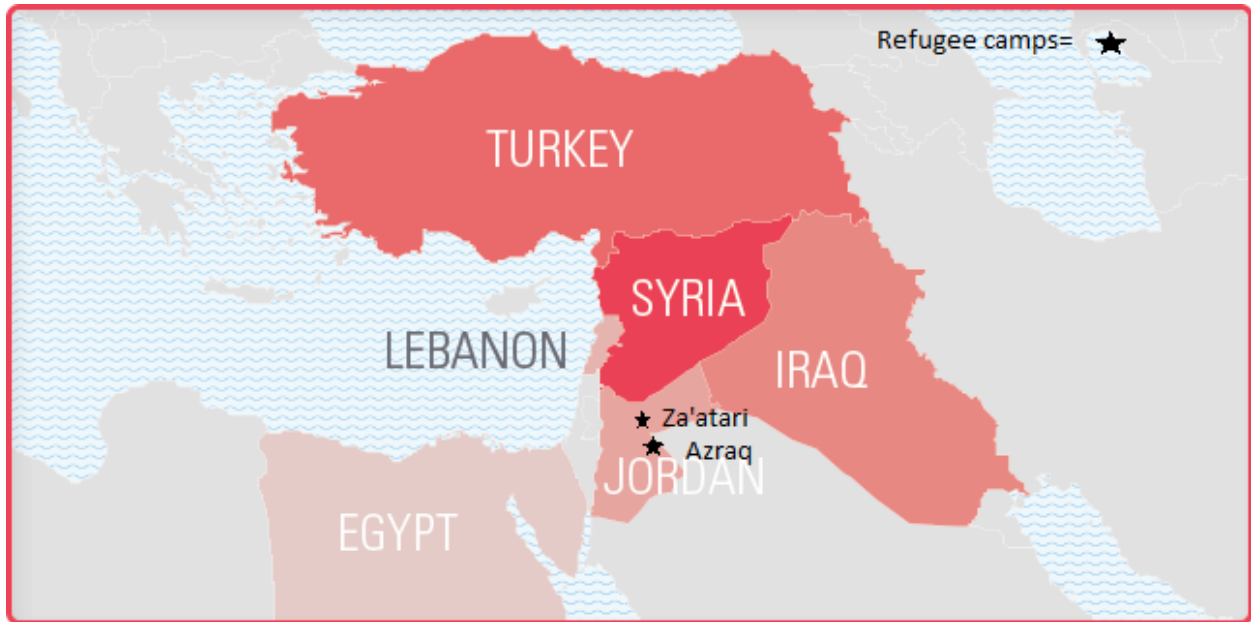 Refugee camps=
TURKEY
SYRIA
LEBANON
IRAQ
Za'atari
Azraq
JORDAN
EGYPT